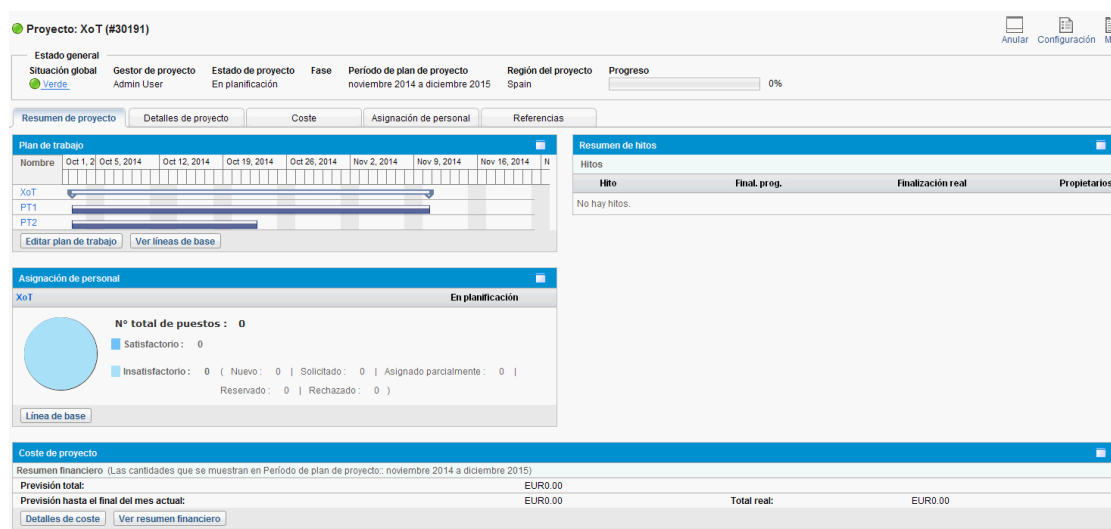 Proyecto: XoT (#30191)
Anular Configuración
Estado general
Situación global Gestor de proyecto Estado de proyecto Fase Período de plan de proyecto Región del proyecto Progreso
Verde Admin User En planificación noviembre 2014 a diciembre 2015 Spain 0%
Resumen de proyecto Detalles de proyecto Coste Asignación de personal Referencias
Plan de trabajo
Nombre Oct 1, 2 Oct 5, 2014 Oct 12, 2014 Oct 19, 2014 Oct 26, 2014 Nov 2, 2014 Nov 9, 2014 Nov 16, 2014 N
XoT
PT1
PT2
Editar plan de trabajo Ver líneas de base
Resumen de hitos
Hitos
Hito Final. prog. Finalización real Propietarios
No hay hitos.
Asignación de personal
XoT En planificación
Nº total de puestos : 0
Satisfactorio : 0
Insatisfactorio : 0 ( Nuevo : 0 | Solicitado : 0 | Asignado parcialmente : 0 |
Reservado : 0 | Rechazado : 0 )
Línea de base
Coste de proyecto
Resumen financiero (Las cantidades que se muestran en Período de plan de proyecto:: noviembre 2014 a diciembre 2015)
Previsión total: EUR0.00
Previsión hasta el final del mes actual: EUR0.00 Total real: EUR0.00
Detalles de coste Ver resumen financiero